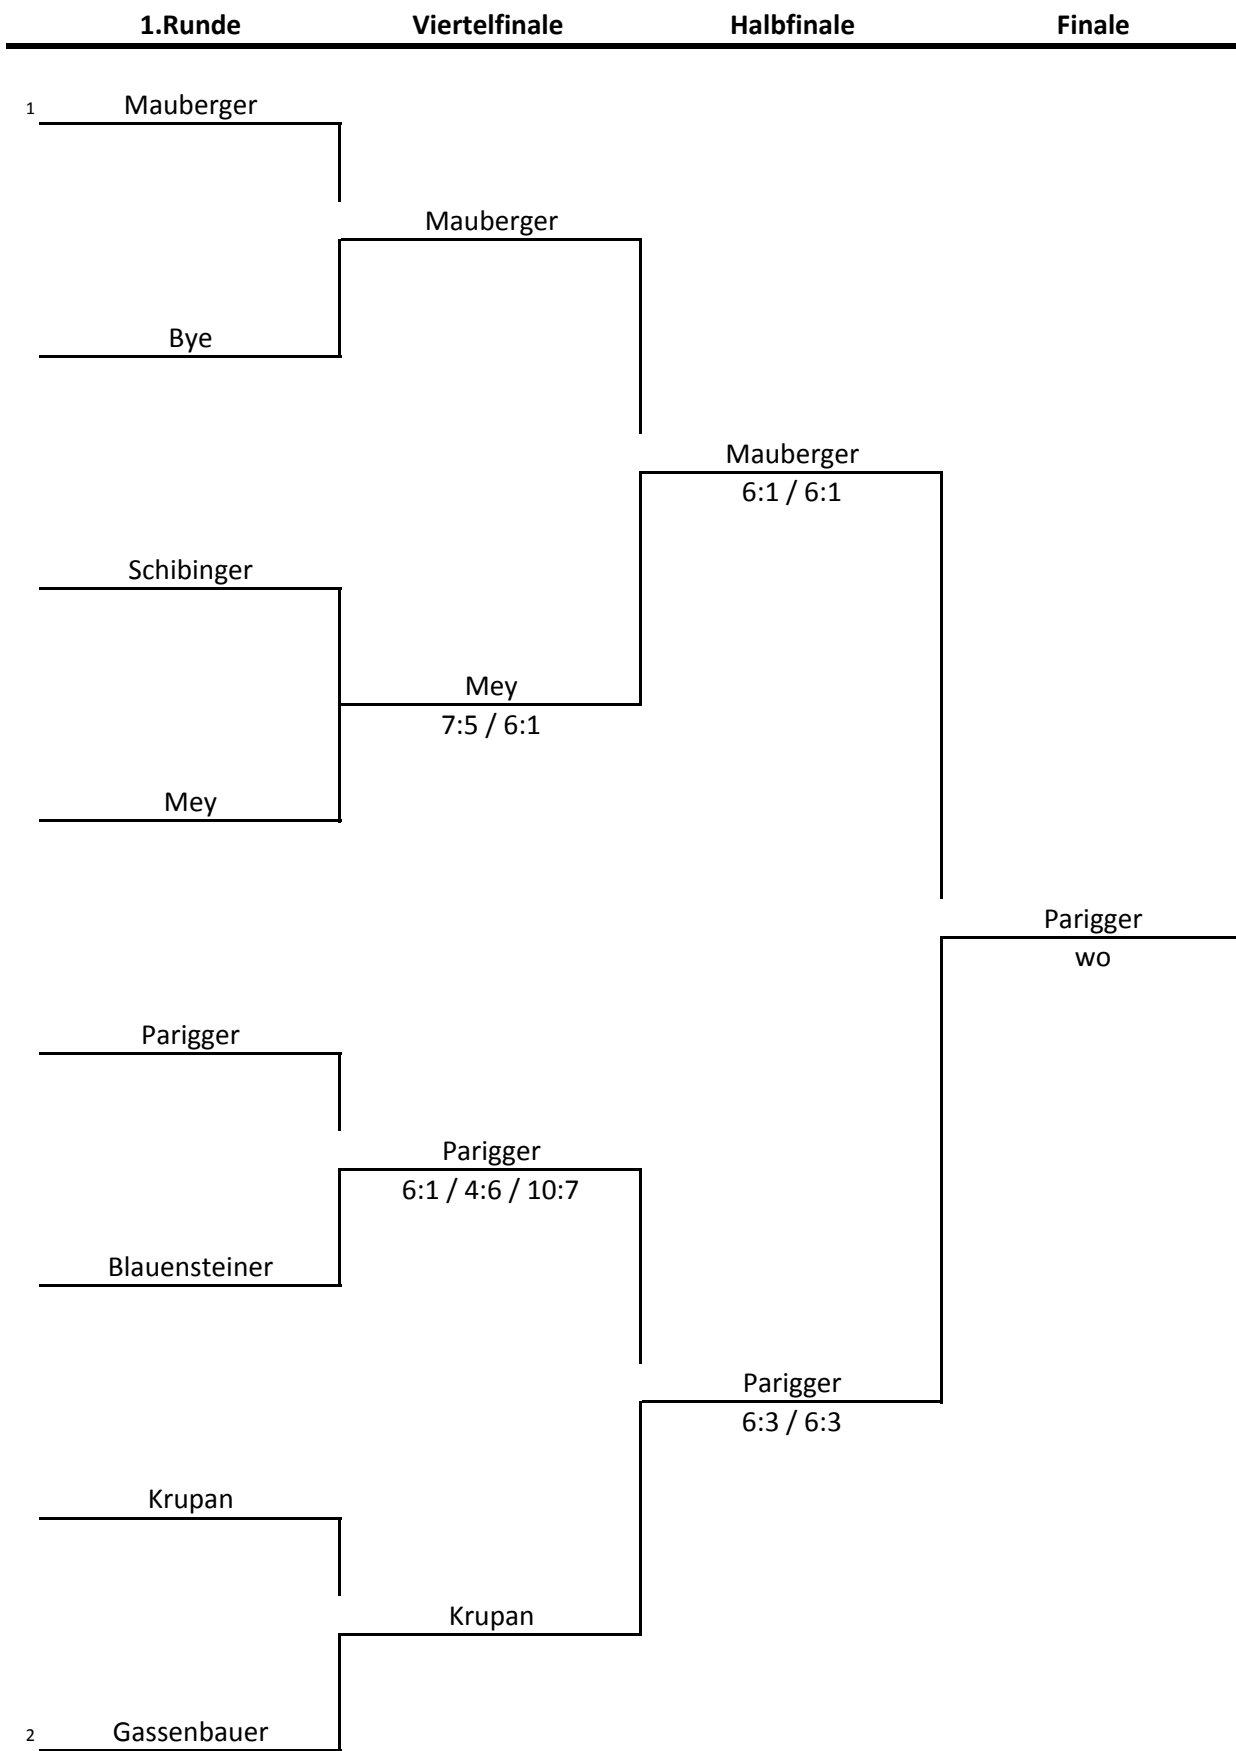 1.Runde Viertelfinale Halbfinale Finale
1 Mauberger
Mauberger
Bye
Mauberger
6:1 / 6:1
Schibinger
Mey
7:5 / 6:1
Mey
Parigger
wo
Parigger
Parigger
6:1 / 4:6 / 10:7
Blauensteiner
Parigger
6:3 / 6:3
Krupan
Krupan
2 Gassenbauer